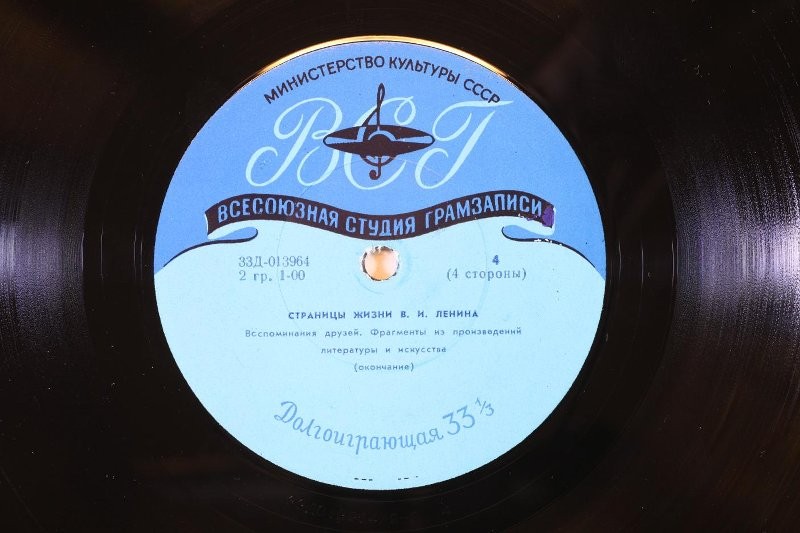 МИНИСТЕРСТВО КУЛЬТУРЫ СССР
ВСГ
ВСЕСОЮЗНАЯ СТУДИЯ ГРАМЗАПИСИ
33Д-013964 4
2 гр. 1-00 (4 стороны)
СТРАНИЦЫ ЖИЗНИ В. И. ЛЕНИНА
Воспоминания друзей. Фрагменты из произведений
литературы и искусства
(окончание)
Долгоиграющая 33 ⅓